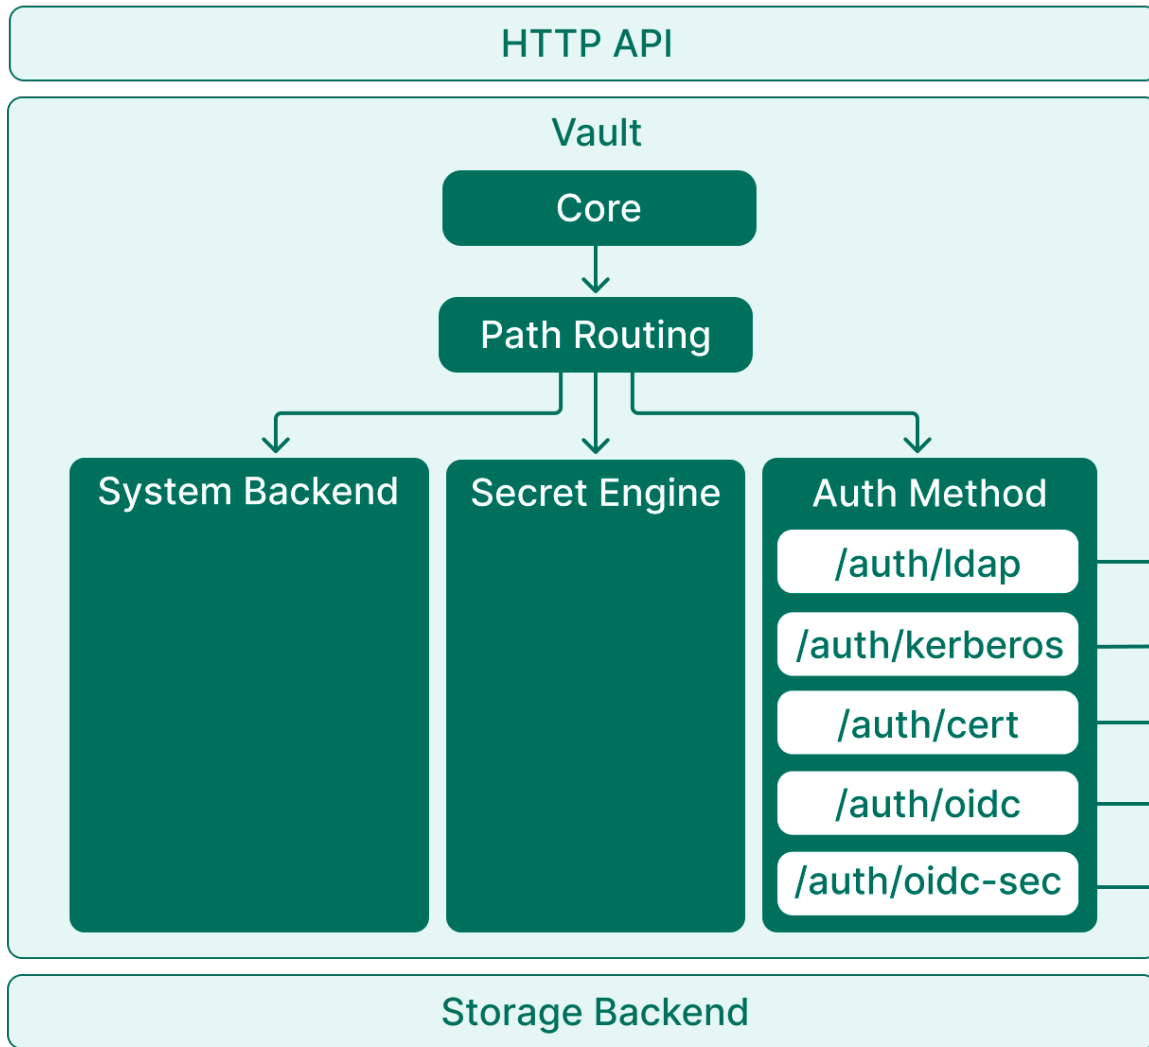 HTTP API
Vault
Core
Path Routing
System Backend
Secret Engine
Auth Method
/auth/ldap
/auth/kerberos
/auth/cert
/auth/oidc
/auth/oidc-sec
Storage Backend